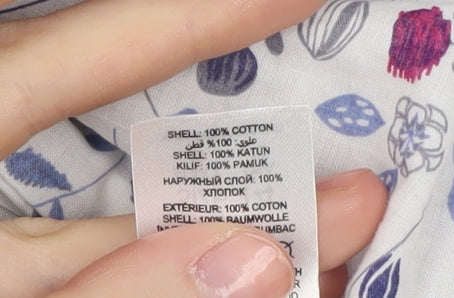 SHELL: 100% COTTON
علوي: 100% قطن
SHELL: 100% KATUN
KILIF: 100% PAMUK
НАРУЖНЫЙ СЛОЙ: 100%
ХЛОПОК
EXTÉRIEUR: 100% COTON
SHELL: 100% BAUMWOLLE